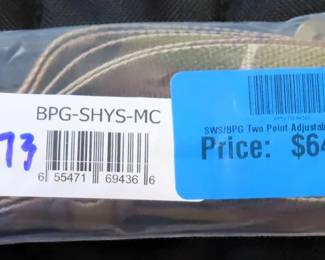 BPG-SHYS-MC
73
6 55471 69436 6
SWS/BPG Two Point Adjustab
Price: $64